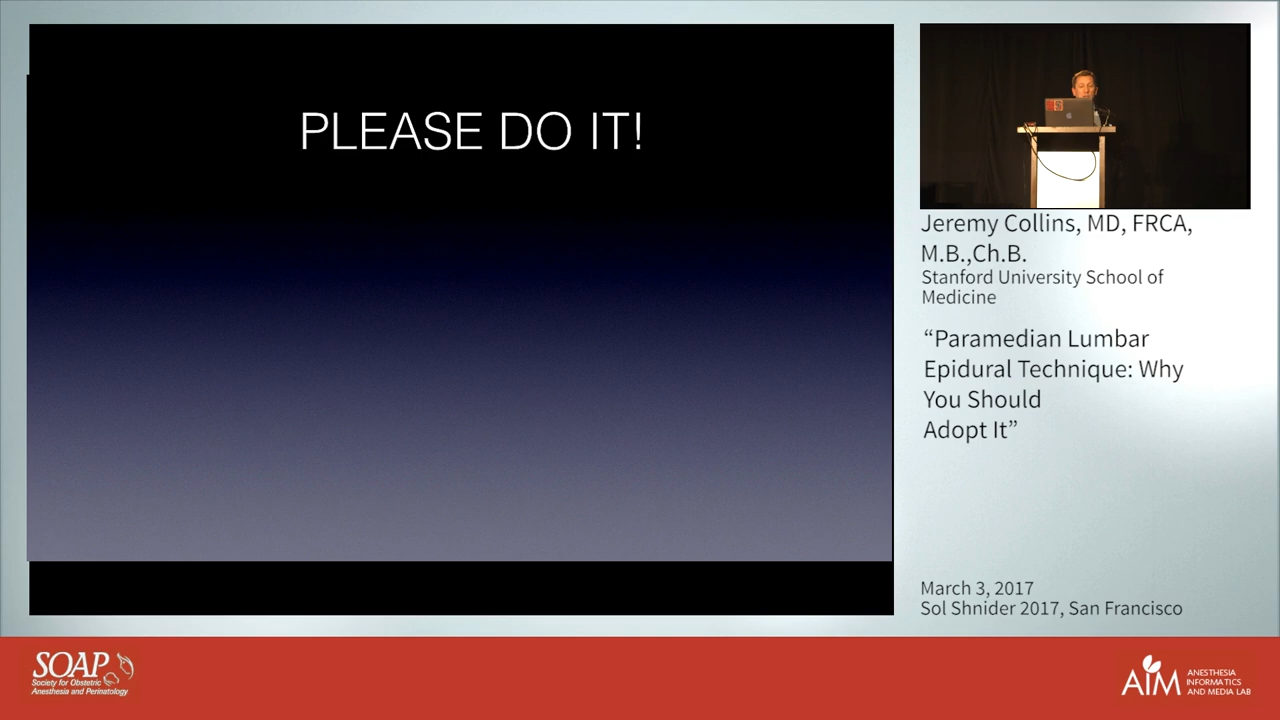 PLEASE DO IT!
Jeremy Collins, MD, FRCA,
M.B.,Ch.B.
Stanford University School of
Medicine
“Paramedian Lumbar
Epidural Technique: Why
You Should
Adopt It”
March 3, 2017
Sol Shnider 2017, San Francisco
SOAP
Society for Obstetric
Anesthesia and Perinatology
AIM
ANESTHESIA
INFORMATICS
AND MEDIA LAB